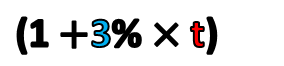 (1 + 3% × t)